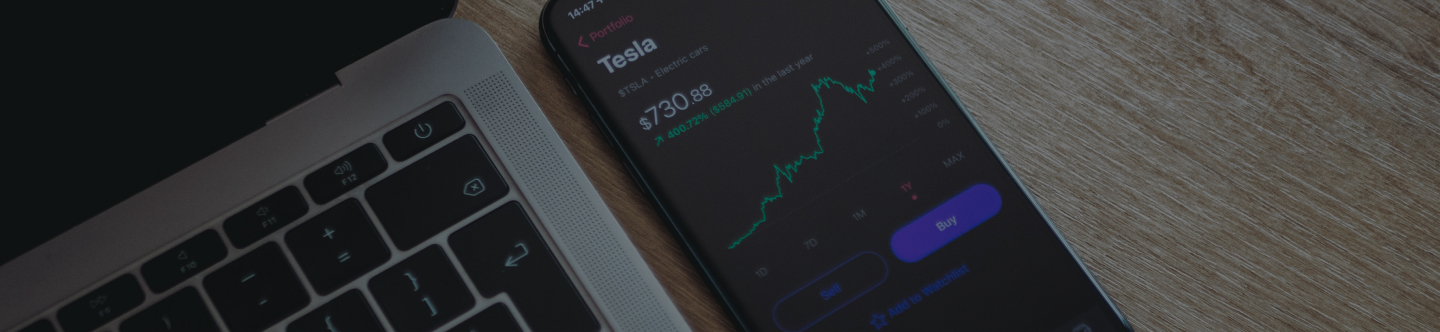 14:47
Portfolio
Tesla
$TSLA · Electric cars
$730.88
400.72% ($584.91) in the last year
+500%
+400%
+300%
+200%
+100%
0%
1D
7D
1M
1Y
MAX
Sell
Buy
Add to Watchlist
F12
F11
F10
+
=
}
]